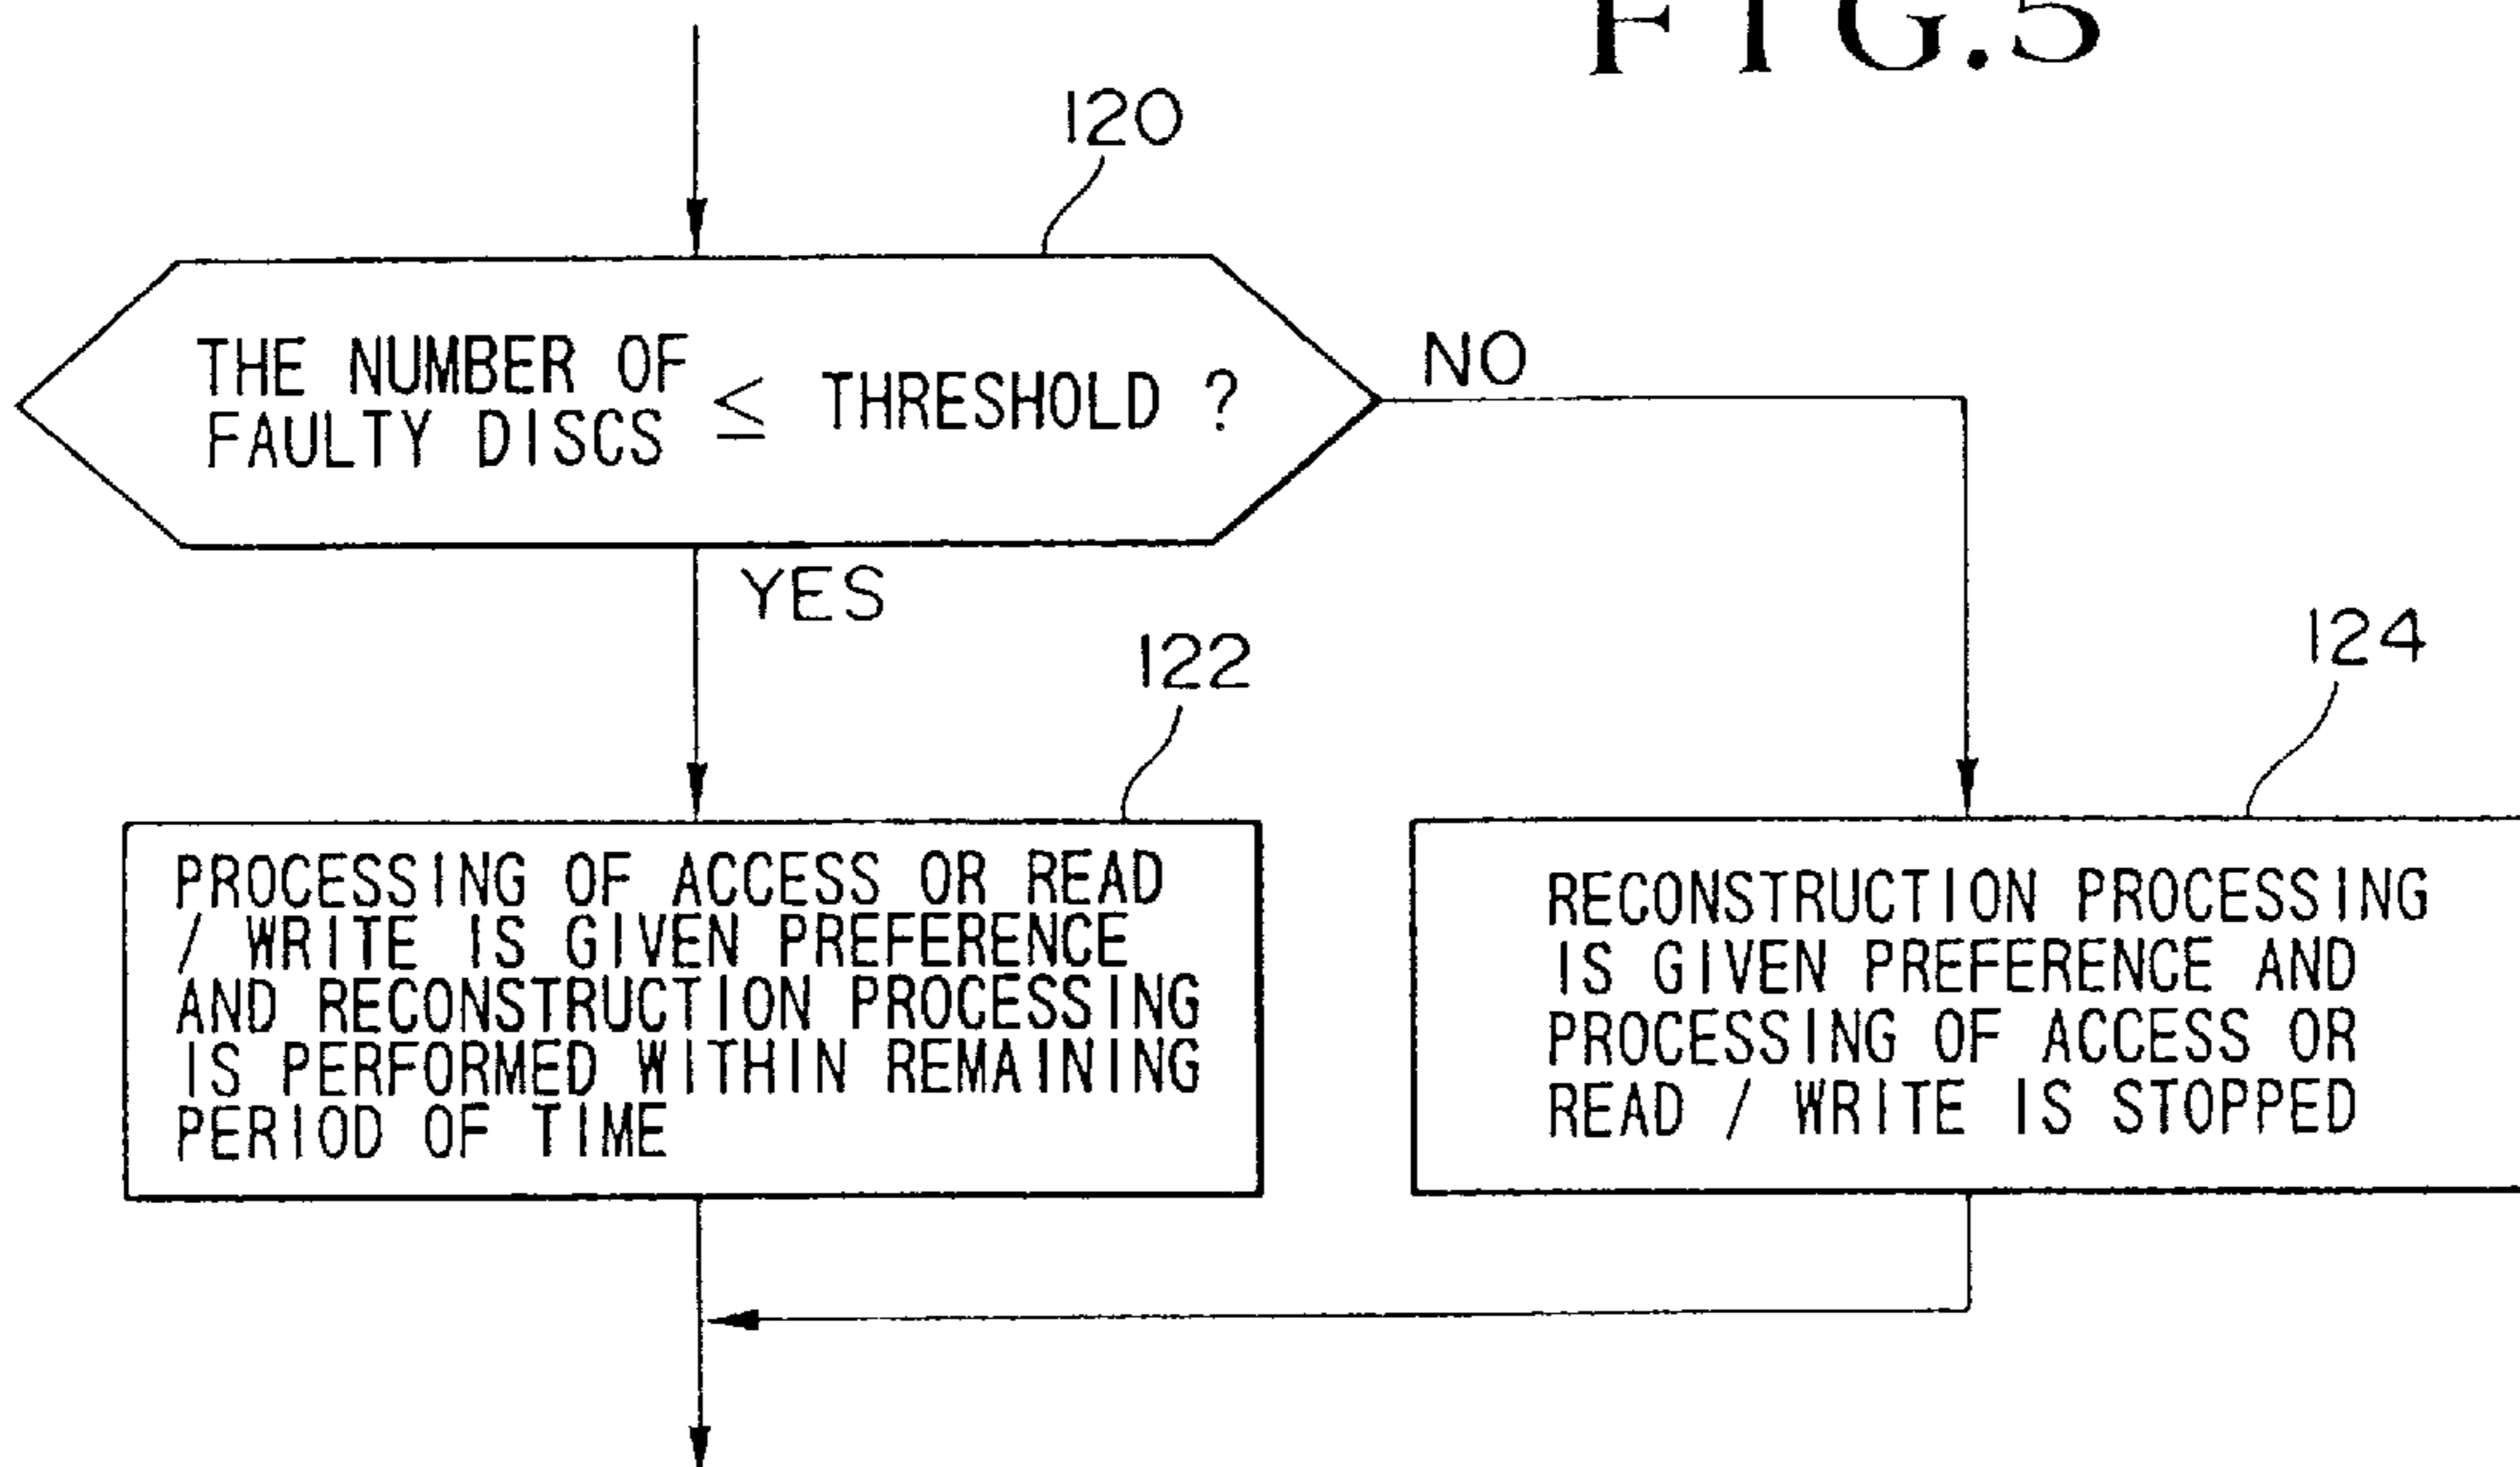 FIG.5
120
THE NUMBER OF
FAULTY DISCS ≤ THRESHOLD ?
NO
YES
122
124
PROCESSING OF ACCESS OR READ
/ WRITE IS GIVEN PREFERENCE
AND RECONSTRUCTION PROCESSING
IS PERFORMED WITHIN REMAINING
PERIOD OF TIME
RECONSTRUCTION PROCESSING
IS GIVEN PREFERENCE AND
PROCESSING OF ACCESS OR
READ / WRITE IS STOPPED